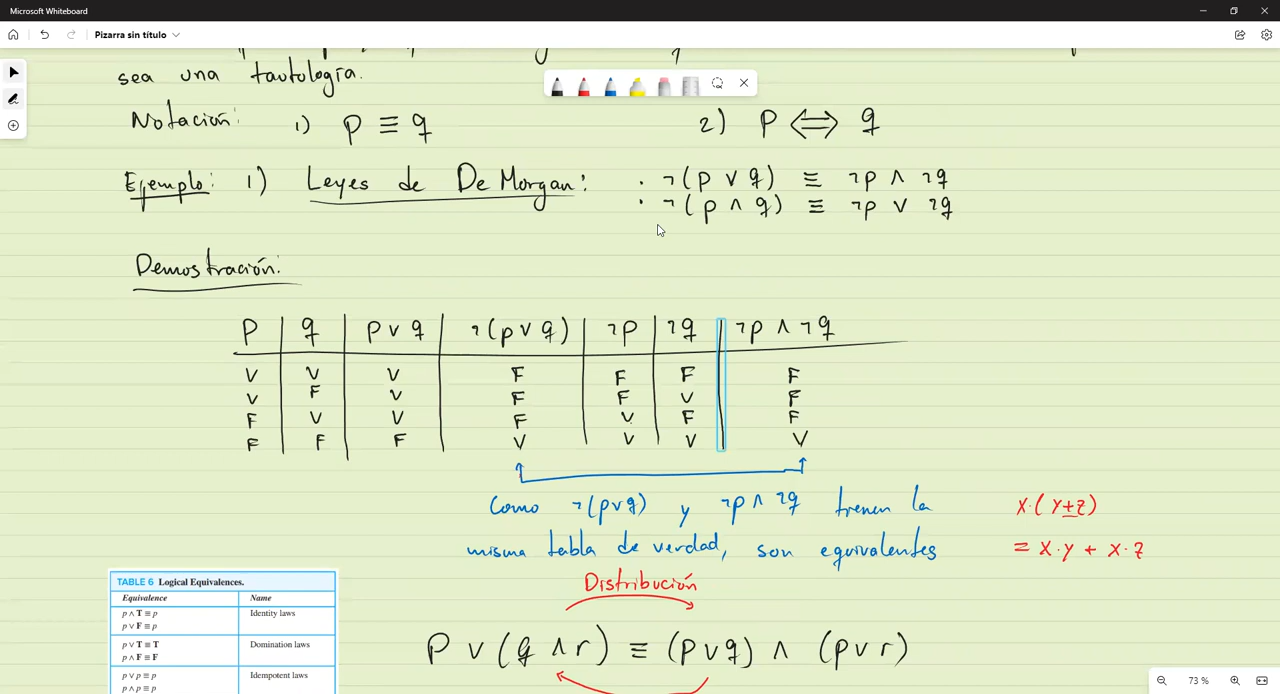 Microsoft Whiteboard
Pizarra sin título
sea una tautología.
Notación: 1) p ≡ q 2) p ⟺ q
Ejemplo: 1) Leyes de De Morgan: · ¬(p ∨ q) ≡ ¬p ∧ ¬q
· ¬(p ∧ q) ≡ ¬p ∨ ¬q
Demostración:
p q p ∨ q ¬(p ∨ q) ¬p ¬q ¬p ∧ ¬q
V V V F F F F
V F V F F V F
F V V F V F F
F F F V V V V
Como ¬(p∨q) y ¬p ∧ ¬q tienen la x·(y+z)
misma tabla de verdad, son equivalentes = x·y + x·z
Distribución
TABLE 6 Logical Equivalences.
Equivalence Name
p ∧ T ≡ p Identity laws
p ∨ F ≡ p
p ∨ T ≡ T Domination laws
p ∧ F ≡ F
p ∨ p ≡ p Idempotent laws
p ∧ p ≡ p
p ∨ (q ∧ r) ≡ (p ∨ q) ∧ (p ∨ r)
73 %